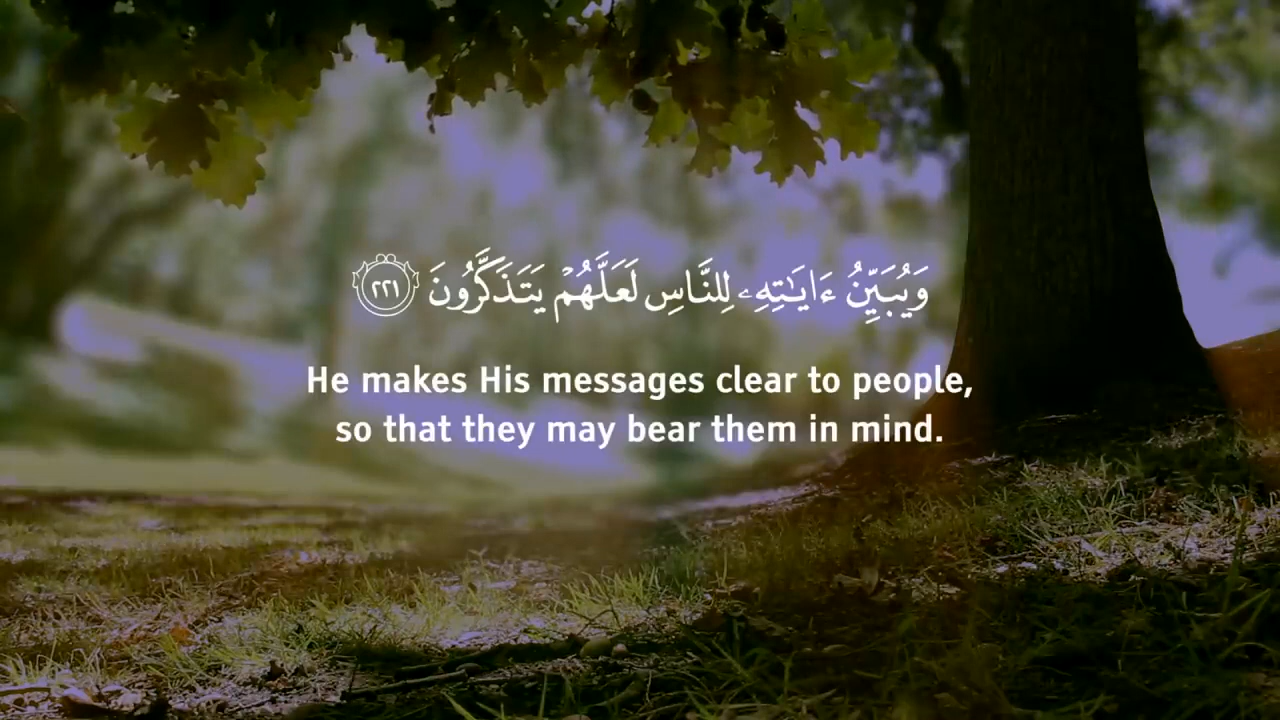 وَيُبَيِّنُ ءَايَـٰتِهِۦ لِلنَّاسِ لَعَلَّهُمْ يَتَذَكَّرُونَ ٢٢١
He makes His messages clear to people,
so that they may bear them in mind.